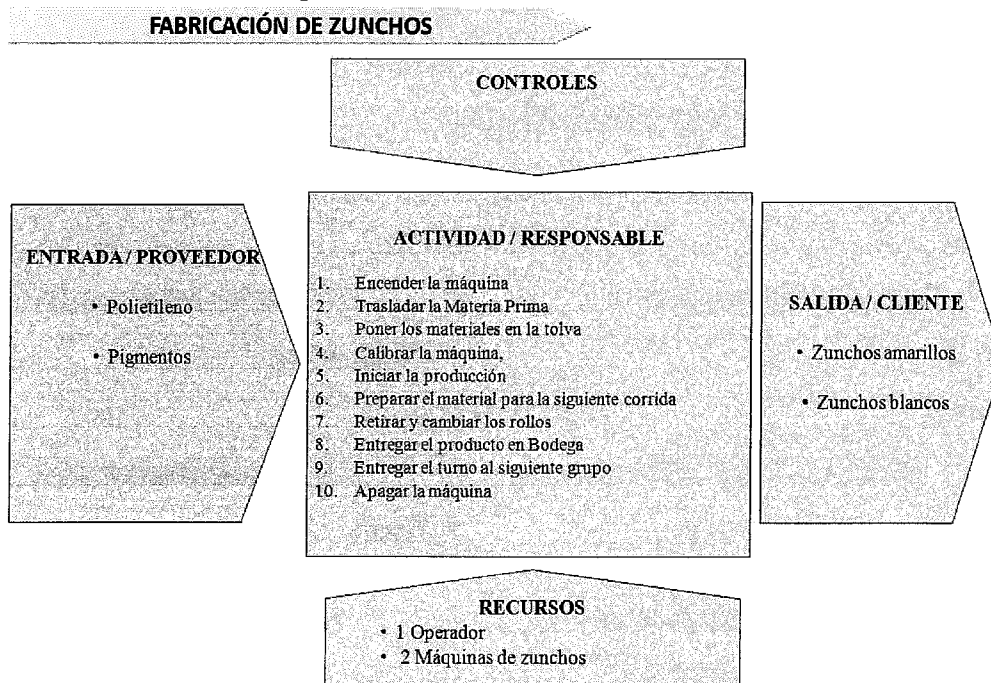 FABRICACIÓN DE ZUNCHOS
CONTROLES
ENTRADA / PROVEEDOR
• Polietileno
• Pigmentos
ACTIVIDAD / RESPONSABLE
1. Encender la máquina
2. Trasladar la Materia Prima
3. Poner los materiales en la tolva
4. Calibrar la máquina,
5. Iniciar la producción
6. Preparar el material para la siguiente corrida
7. Retirar y cambiar los rollos
8. Entregar el producto en Bodega
9. Entregar el turno al siguiente grupo
10. Apagar la máquina
SALIDA / CLIENTE
• Zunchos amarillos
• Zunchos blancos
RECURSOS
• 1 Operador
• 2 Máquinas de zunchos